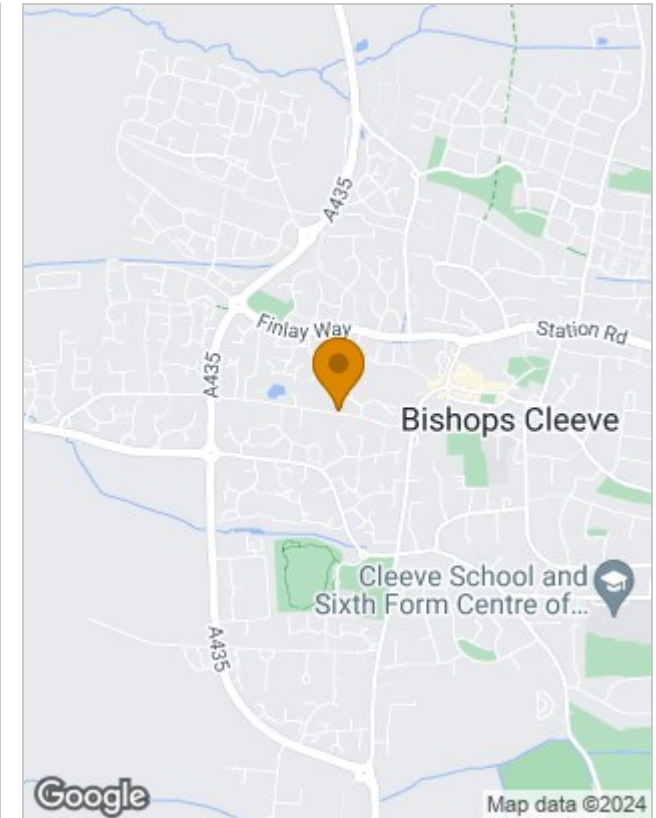 A435
Finlay Way
Station Rd
A435
Bishops Cleeve
Cleeve School and
Sixth Form Centre of...
A435
Google
Map data ©2024